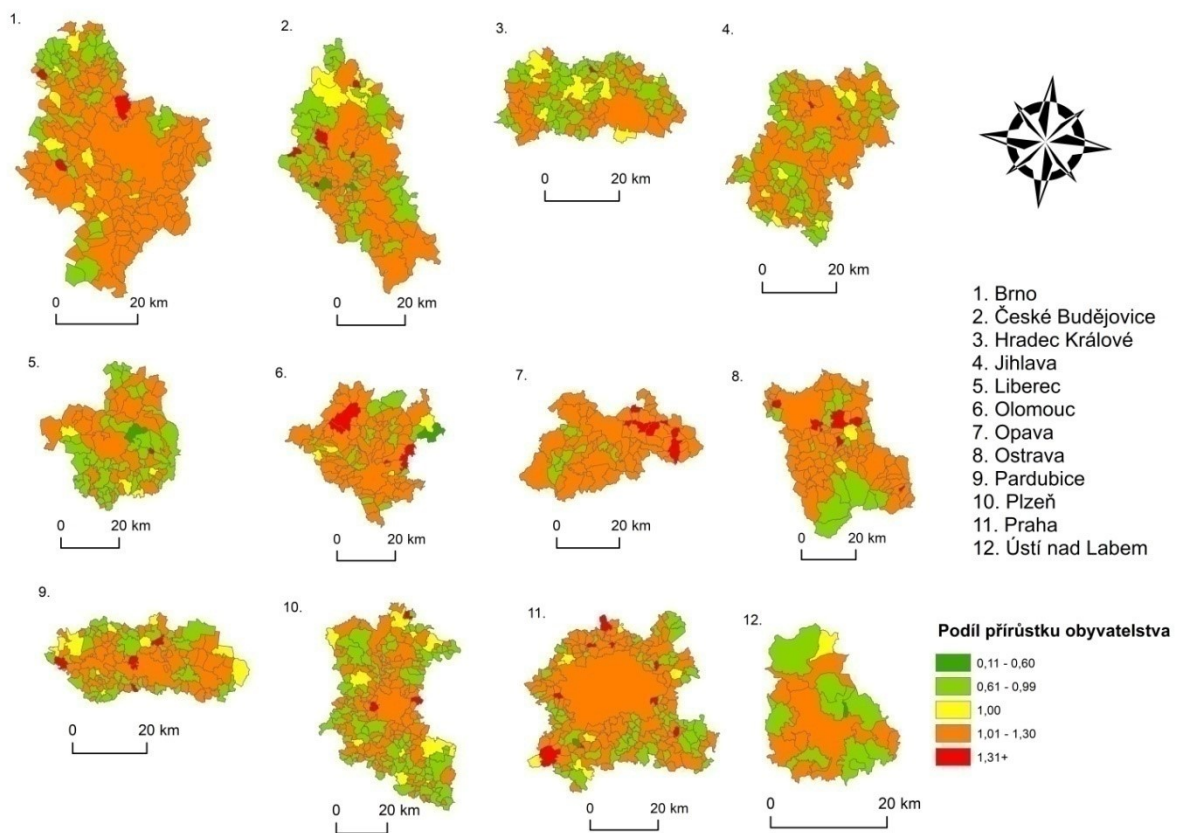 1.
2.
3.
4.
0 20 km
0 20 km
0 20 km
0 20 km
1. Brno
2. České Budějovice
3. Hradec Králové
4. Jihlava
5. Liberec
6. Olomouc
7. Opava
8. Ostrava
9. Pardubice
10. Plzeň
11. Praha
12. Ústí nad Labem
5.
6.
7.
8.
0 20 km
0 20 km
0 20 km
0 20 km
9.
10.
11.
12.
0 20 km
0 20 km
0 20 km
0 20 km
Podíl přírůstku obyvatelstva
0,11 - 0,60
0,61 - 0,99
1,00
1,01 - 1,30
1,31+